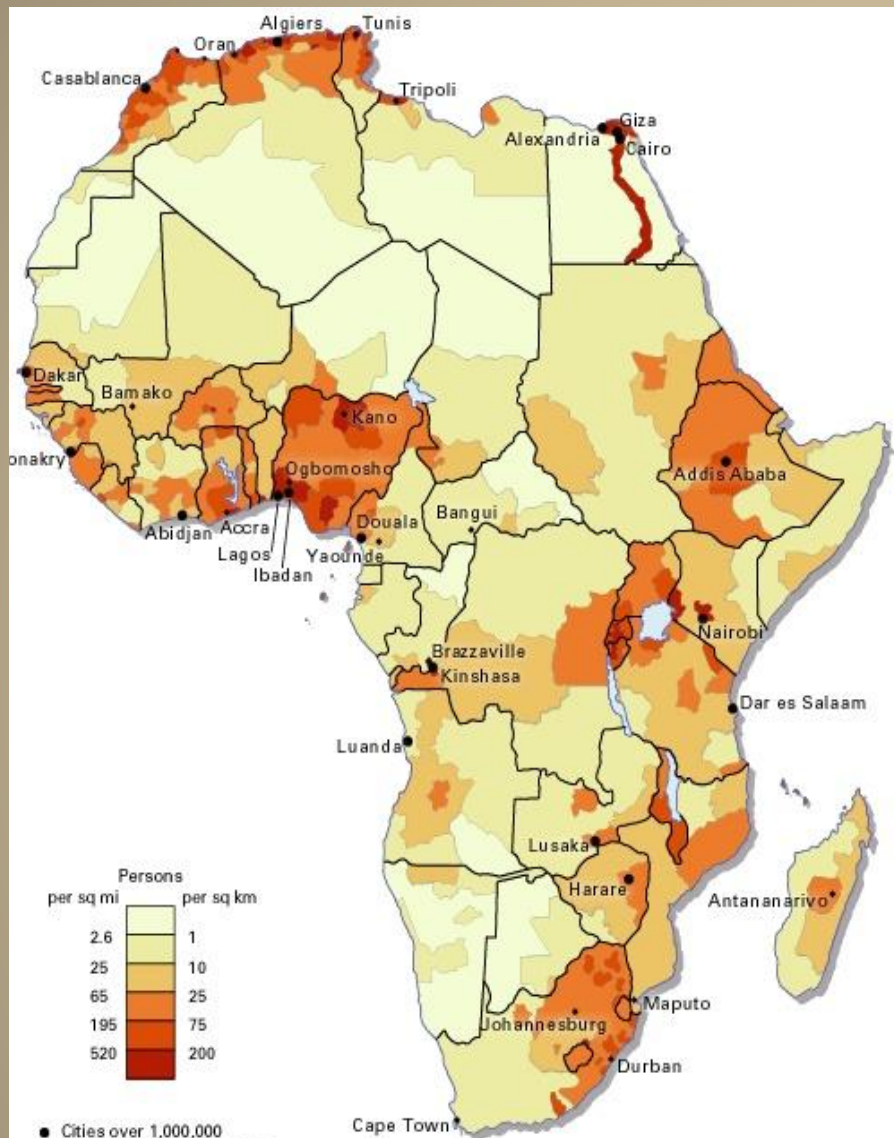 Algiers
Tunis
Oran
Casablanca
Tripoli
Giza
Alexandria
Cairo
Dakar
Bamako
Kano
onakry
Ogbomosho
Addis Ababa
Abidjan
Accra
Douala
Bangui
Lagos
Yaounde
Ibadan
Nairobi
Brazzaville
Kinshasa
Dar es Salaam
Luanda
Lusaka
Harare
Antananarivo
Maputo
Johannesburg
Durban
Cape Town
Persons
per sq mi per sq km
2.6 1
25 10
65 25
195 75
520 200
Cities over 1,000,000